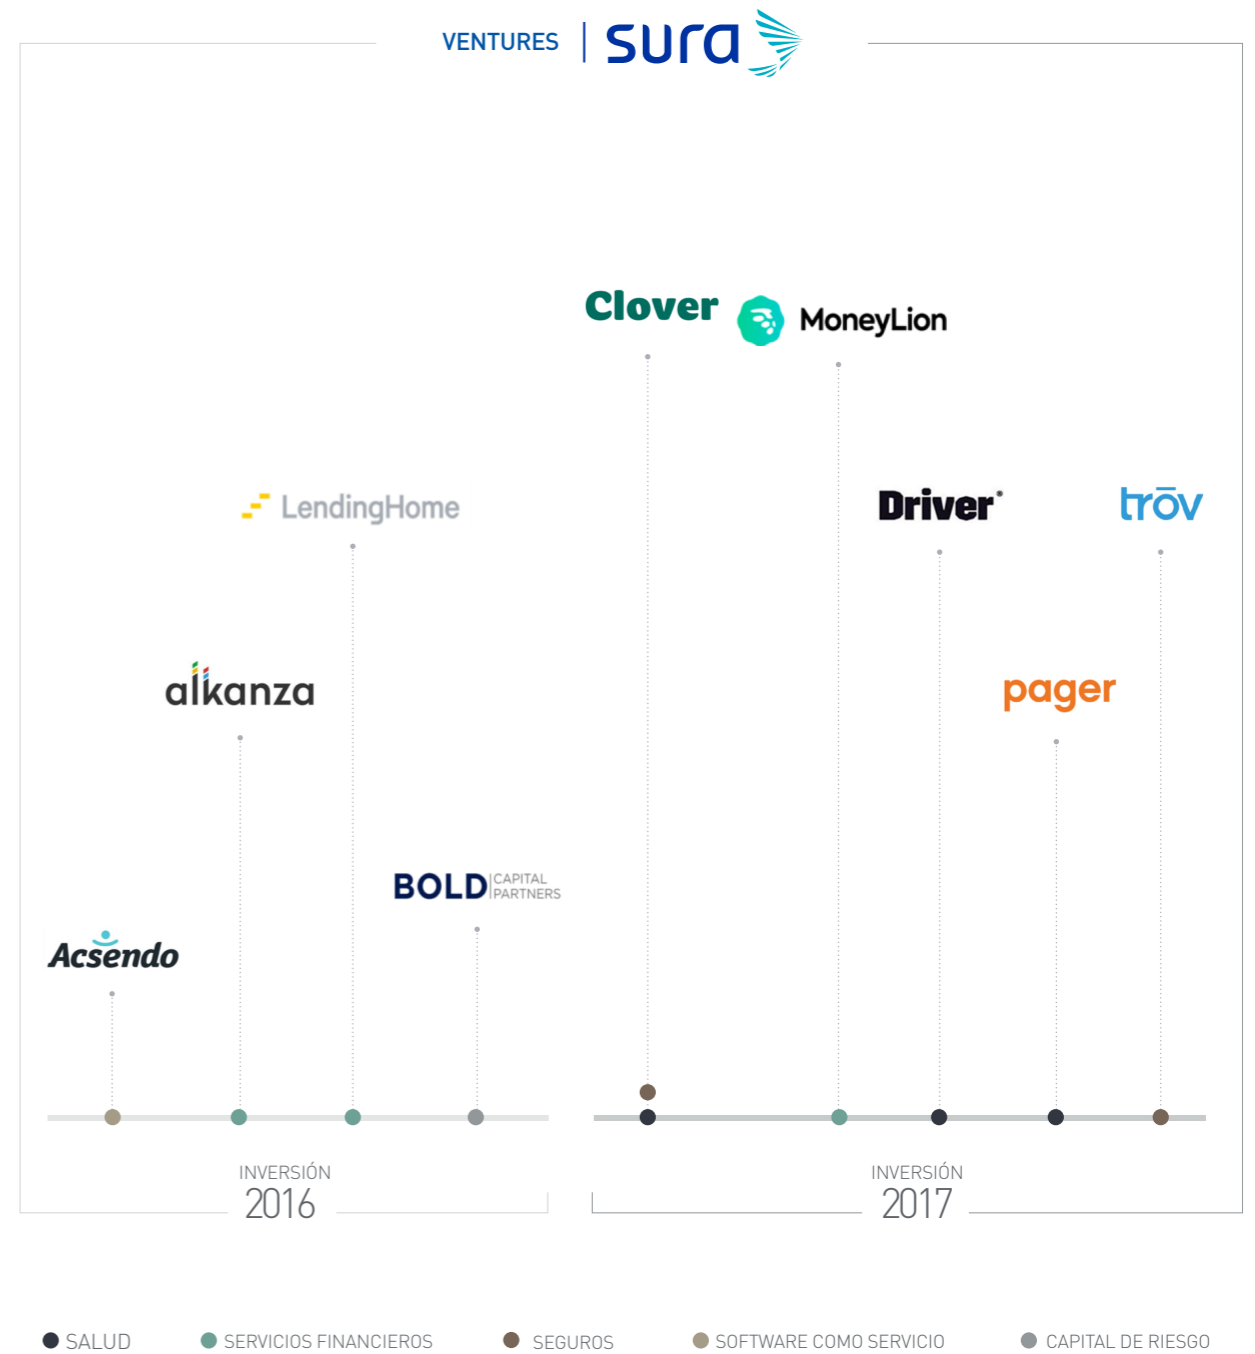 VENTURES | sura
Clover
MoneyLion
LendingHome
Driver®
trōv
alkanza
pager
BOLD CAPITAL PARTNERS
Acsendo
INVERSIÓN
2016
INVERSIÓN
2017
SALUD
SERVICIOS FINANCIEROS
SEGUROS
SOFTWARE COMO SERVICIO
CAPITAL DE RIESGO